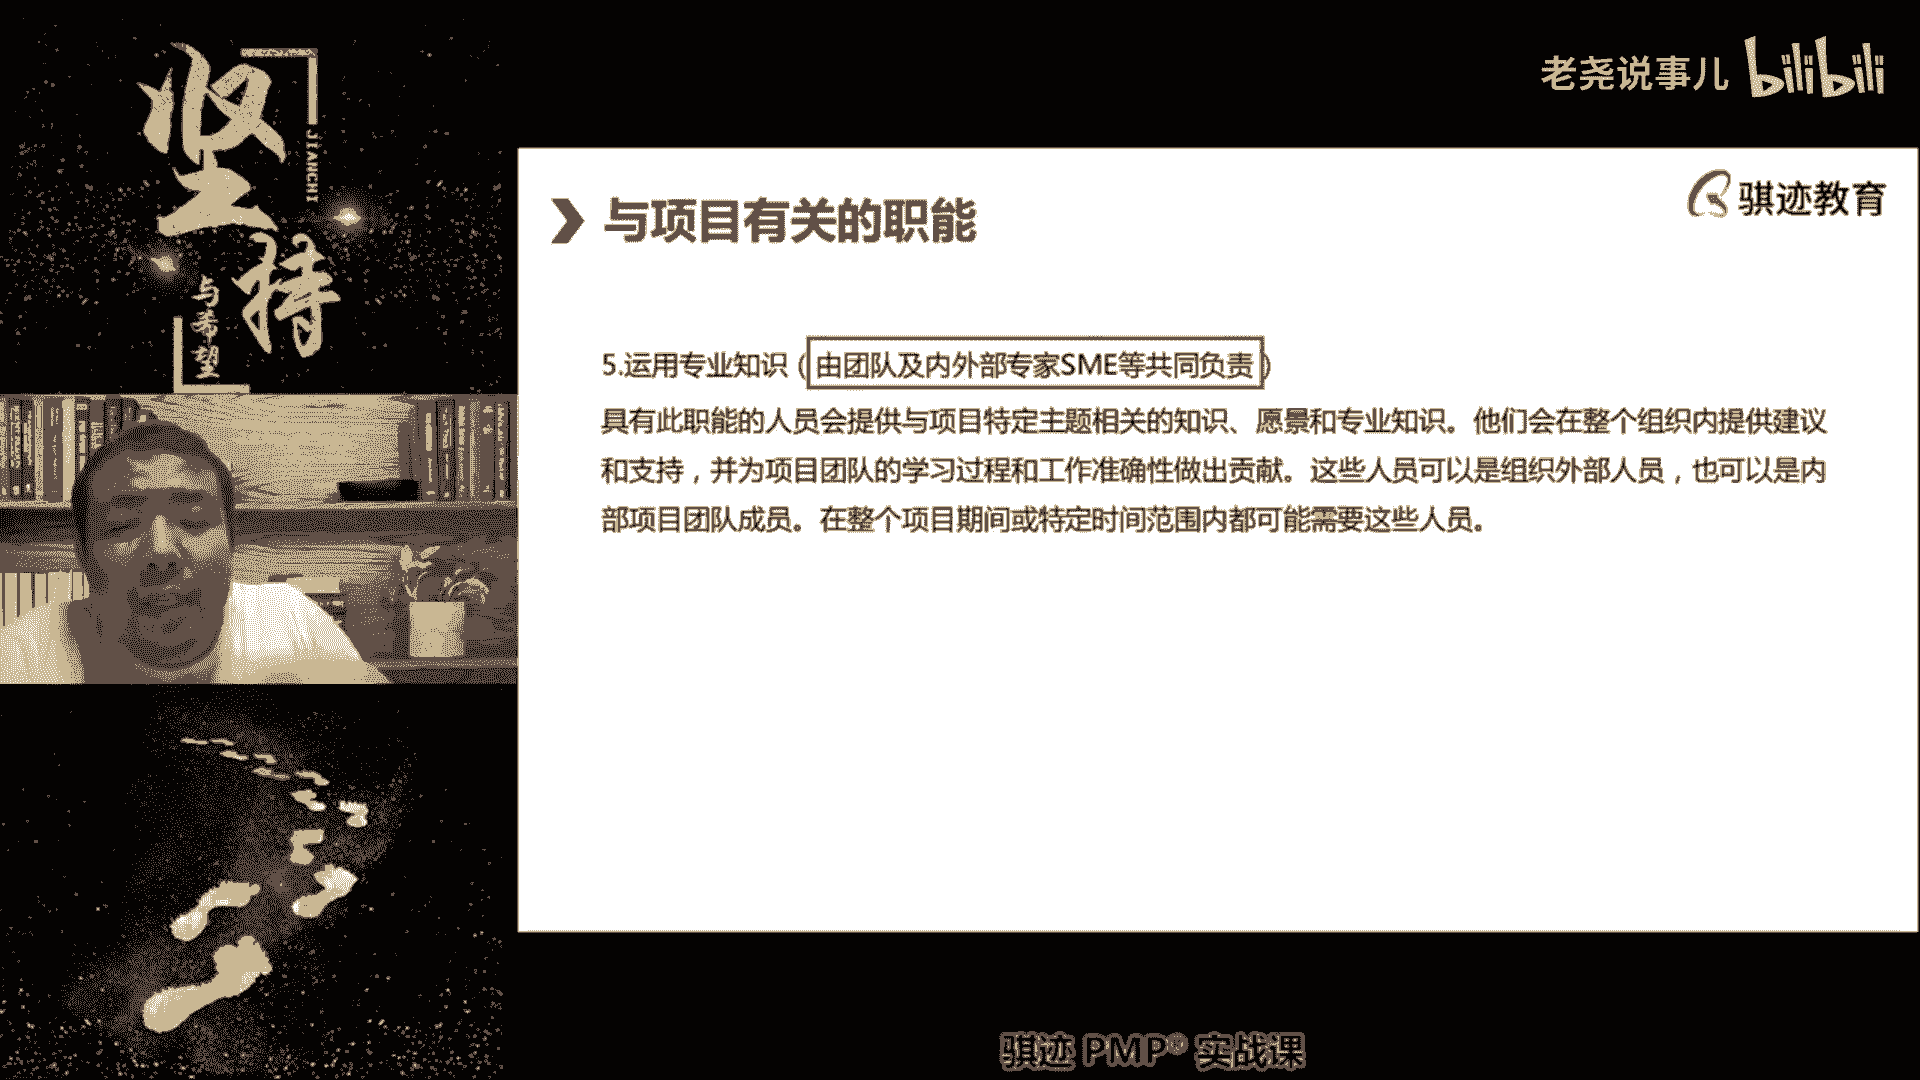 坚持
JIANCHI
与希望
老尧说事儿 bilibili
骐迹教育
与项目有关的职能
5.运用专业知识（由团队及内外部专家SME等共同负责）
具有此职能的人员会提供与项目特定主题相关的知识、愿景和专业知识。他们会在整个组织内提供建议
和支持，并为项目团队的学习过程和工作准确性做出贡献。这些人员可以是组织外部人员，也可以是内
部项目团队成员。在整个项目期间或特定时间范围内都可能需要这些人员。
骐迹 PMP® 实战课